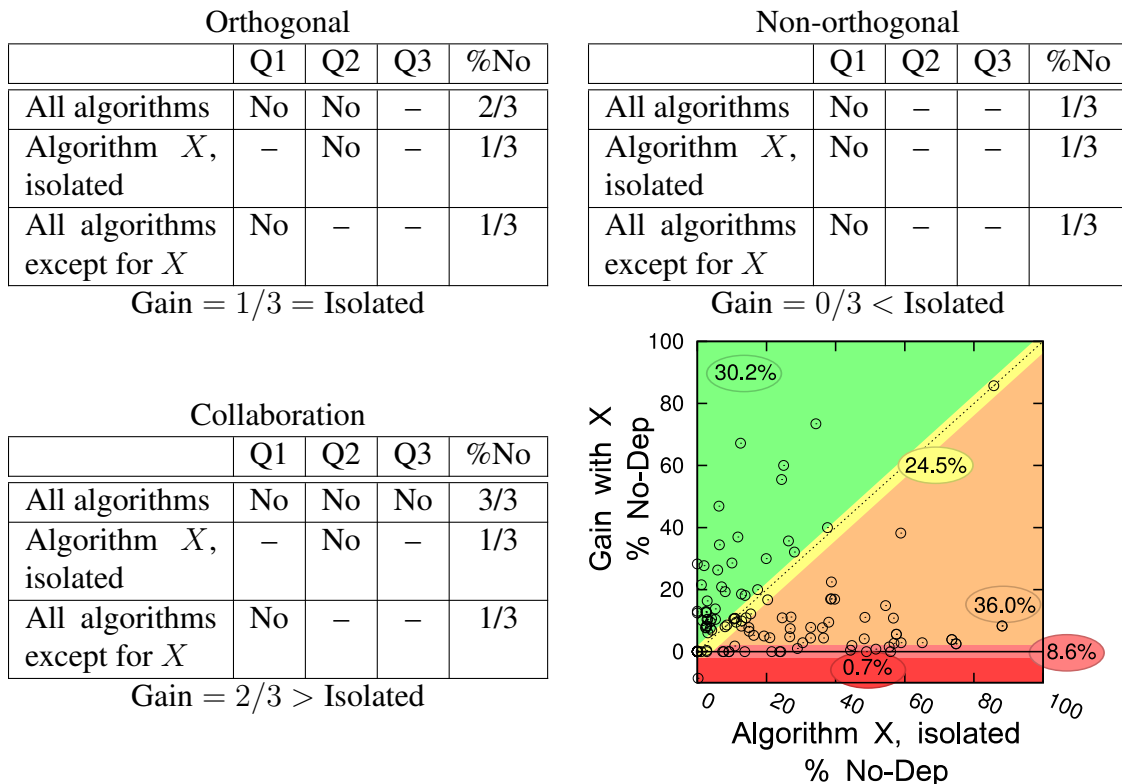 Orthogonal
Q1 Q2 Q3 %No
All algorithms No No – 2/3
Algorithm X, – No – 1/3
isolated
All algorithms No – – 1/3
except for X
Gain = 1/3 = Isolated
Non-orthogonal
Q1 Q2 Q3 %No
All algorithms No – – 1/3
Algorithm X, No – – 1/3
isolated
All algorithms No – – 1/3
except for X
Gain = 0/3 < Isolated
Collaboration
Q1 Q2 Q3 %No
All algorithms No No No 3/3
Algorithm X, – No – 1/3
isolated
All algorithms No – – 1/3
except for X
Gain = 2/3 > Isolated
Gain with X
% No-Dep
100
80
60
40
20
0
30.2%
24.5%
36.0%
8.6%
0.7%
0 20 40 60 80 100
Algorithm X, isolated
% No-Dep